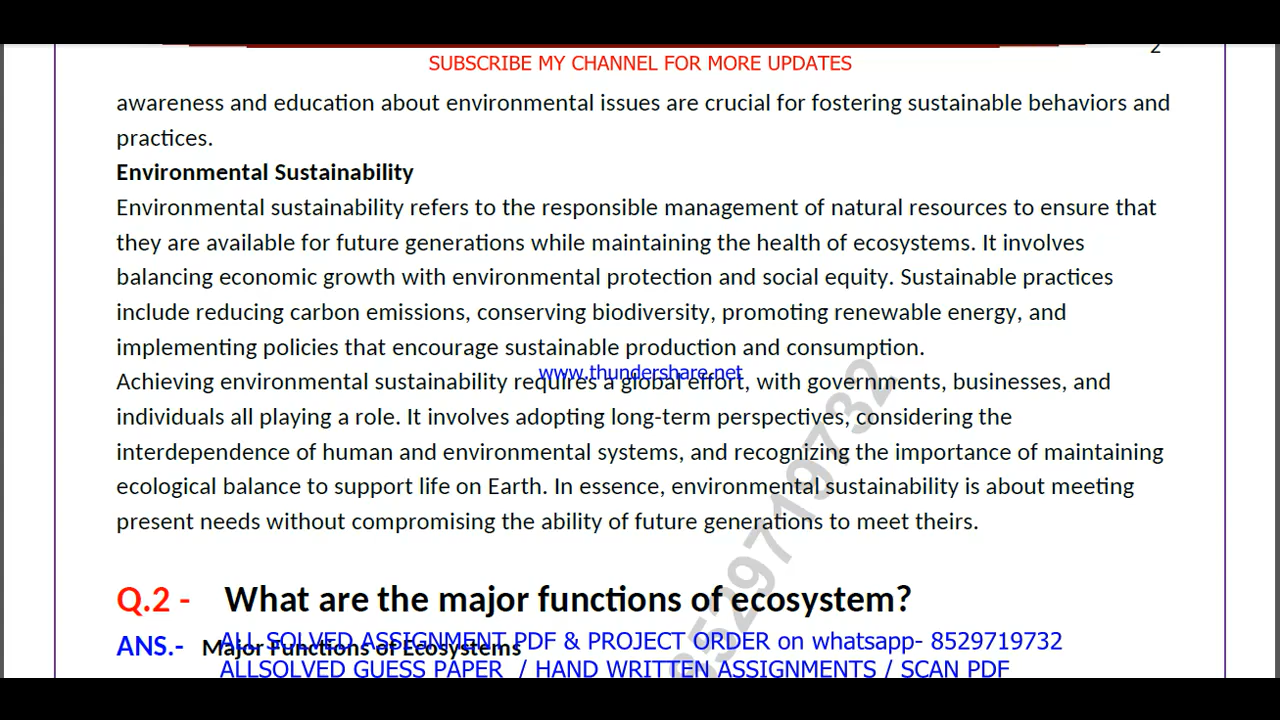 2
SUBSCRIBE MY CHANNEL FOR MORE UPDATES
awareness and education about environmental issues are crucial for fostering sustainable behaviors and
practices.
Environmental Sustainability
Environmental sustainability refers to the responsible management of natural resources to ensure that
they are available for future generations while maintaining the health of ecosystems. It involves
balancing economic growth with environmental protection and social equity. Sustainable practices
include reducing carbon emissions, conserving biodiversity, promoting renewable energy, and
implementing policies that encourage sustainable production and consumption.
www.thundershare.net
Achieving environmental sustainability requires a global effort, with governments, businesses, and
individuals all playing a role. It involves adopting long-term perspectives, considering the
interdependence of human and environmental systems, and recognizing the importance of maintaining
ecological balance to support life on Earth. In essence, environmental sustainability is about meeting
present needs without compromising the ability of future generations to meet theirs.
8529719732
Q.2 - What are the major functions of ecosystem?
ANS.- Major Functions of Ecosystems
ALL SOLVED ASSIGNMENT PDF & PROJECT ORDER on whatsapp- 8529719732
ALLSOLVED GUESS PAPER / HAND WRITTEN ASSIGNMENTS / SCAN PDF